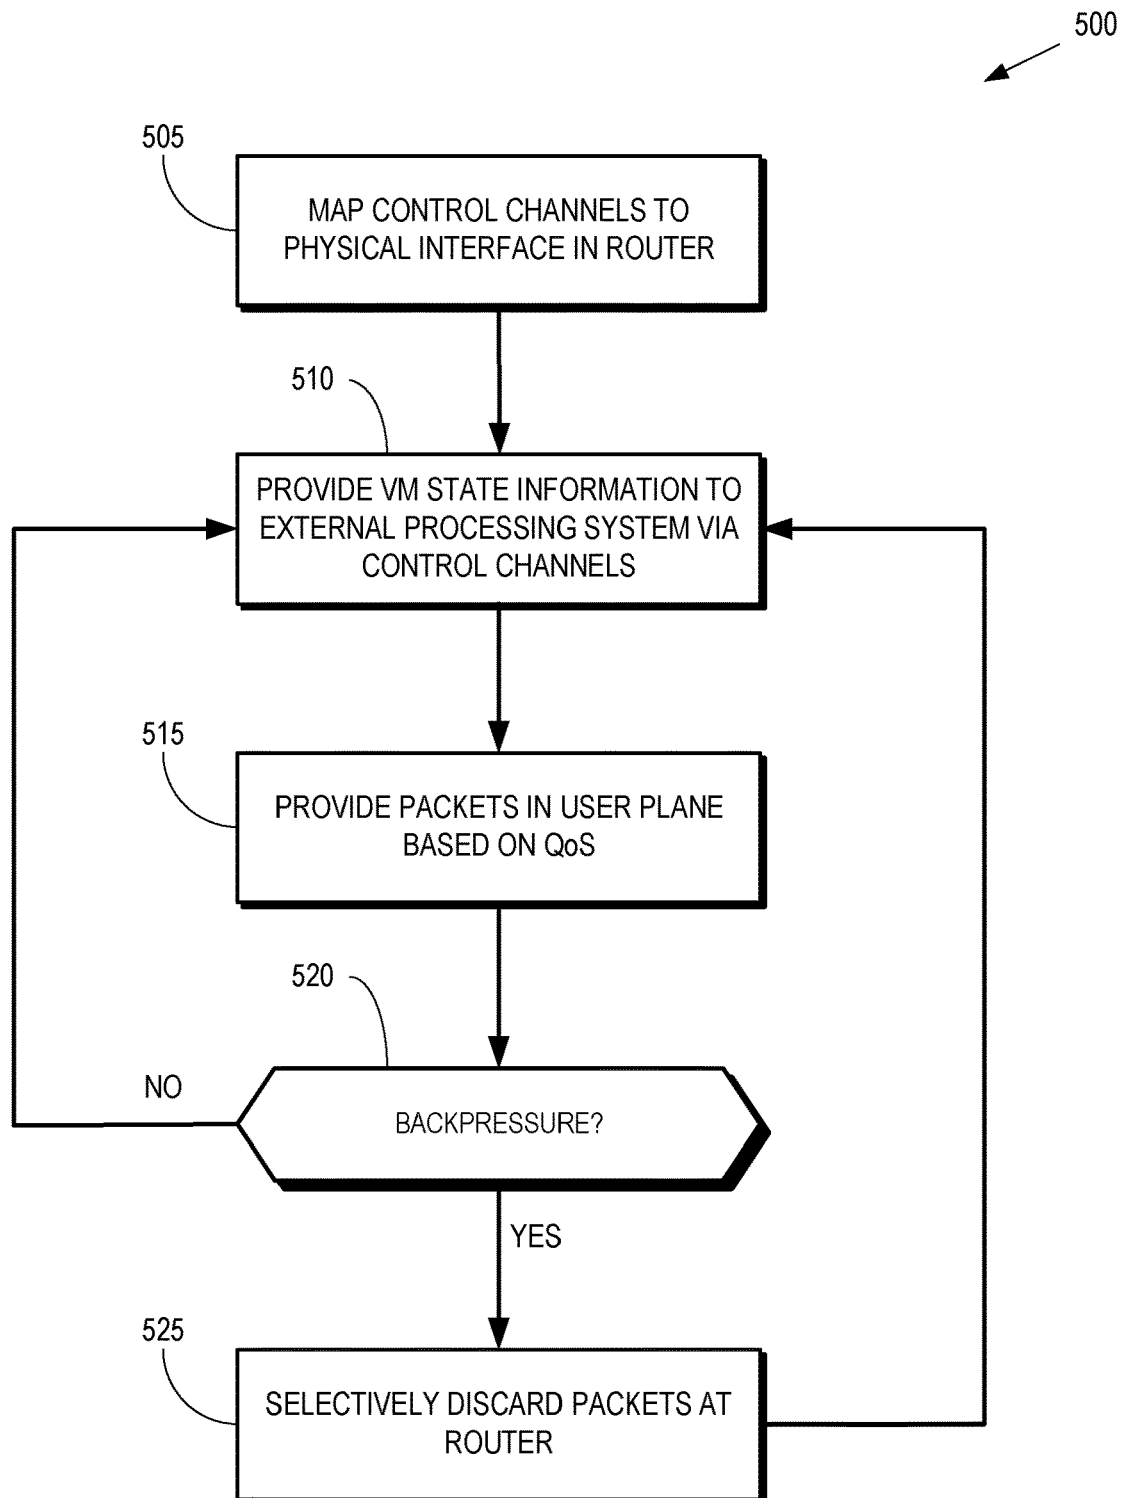 500
505
MAP CONTROL CHANNELS TO
PHYSICAL INTERFACE IN ROUTER
510
PROVIDE VM STATE INFORMATION TO
EXTERNAL PROCESSING SYSTEM VIA
CONTROL CHANNELS
515
PROVIDE PACKETS IN USER PLANE
BASED ON QoS
520
NO
BACKPRESSURE?
YES
525
SELECTIVELY DISCARD PACKETS AT
ROUTER